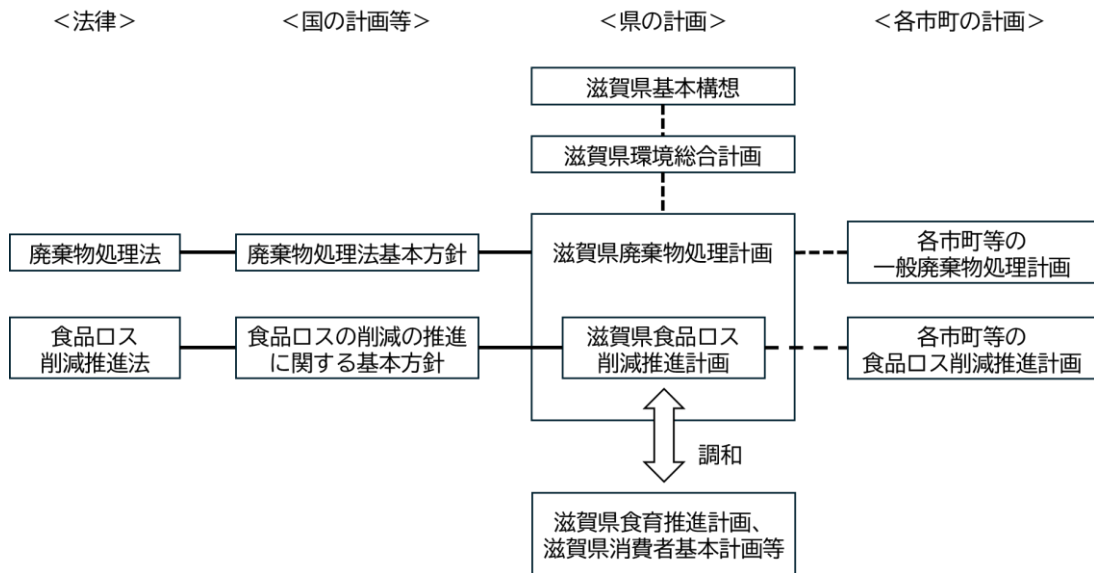 ＜法律＞
＜国の計画等＞
＜県の計画＞
＜各市町の計画＞
滋賀県基本構想
滋賀県環境総合計画
廃棄物処理法
廃棄物処理法基本方針
滋賀県廃棄物処理計画
各市町等の
一般廃棄物処理計画
食品ロス
削減推進法
食品ロスの削減の推進
に関する基本方針
滋賀県食品ロス
削減推進計画
各市町等の
食品ロス削減推進計画
調和
滋賀県食育推進計画、
滋賀県消費者基本計画等